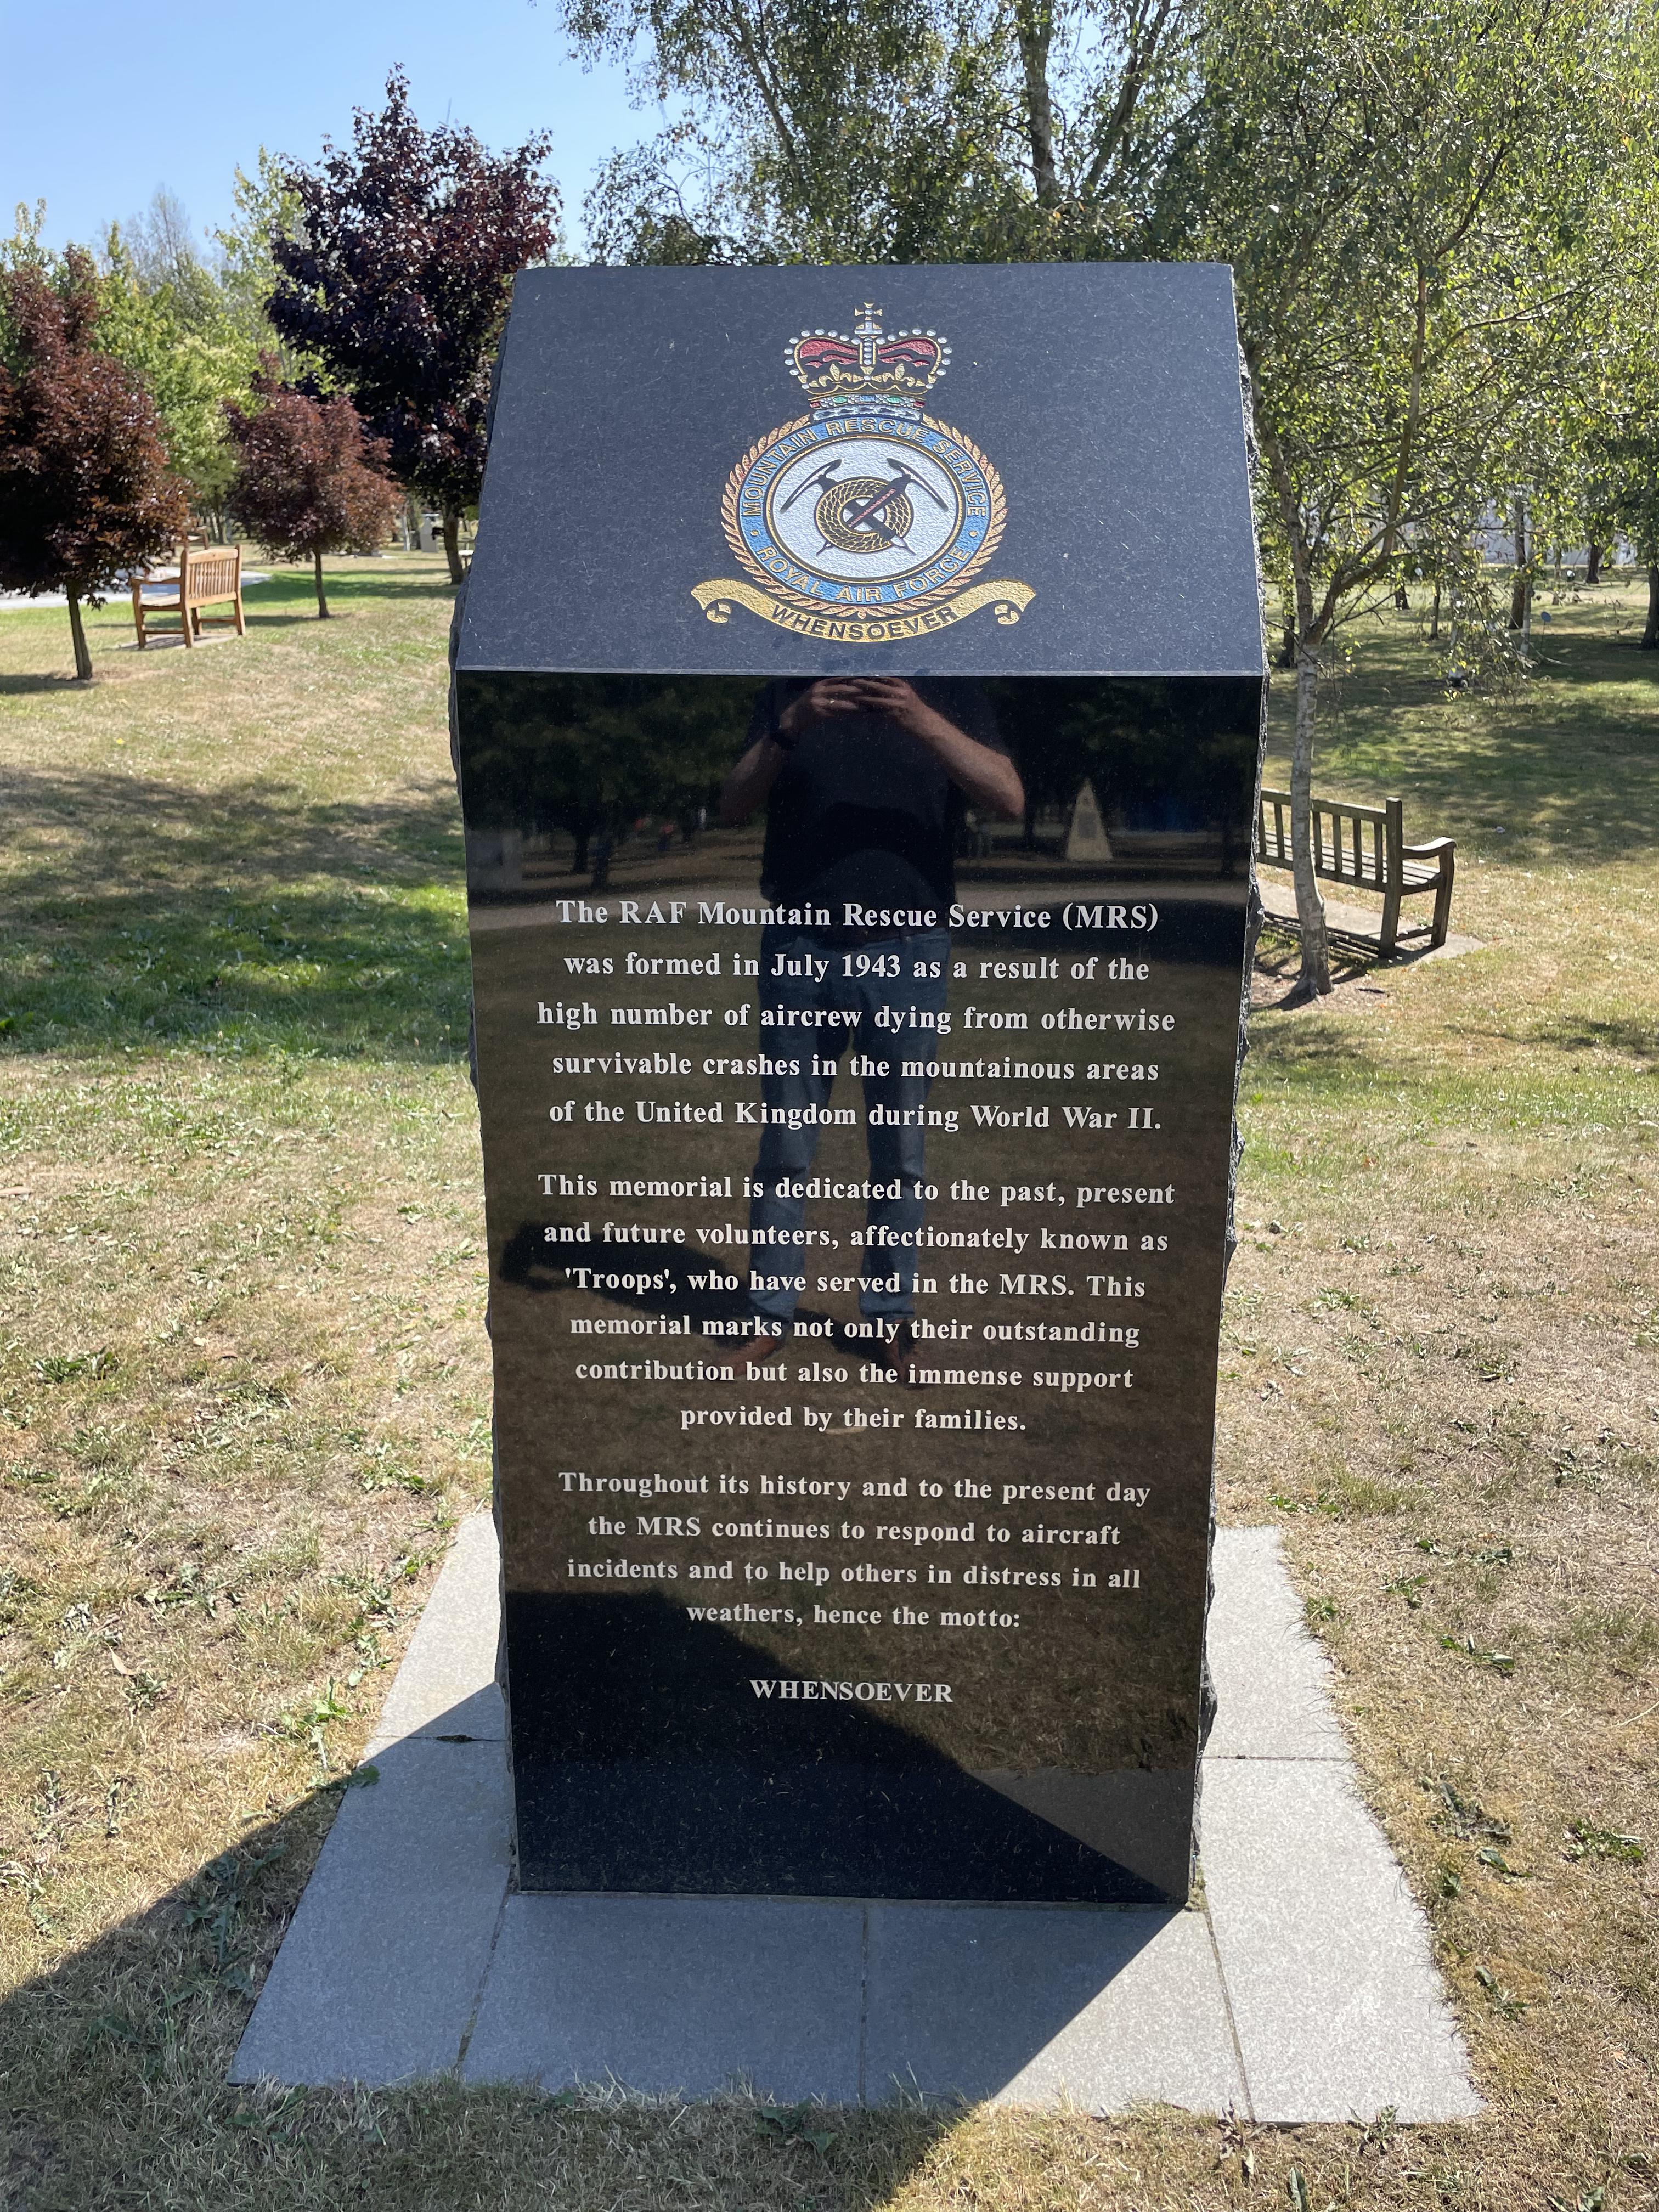 MOUNTAIN RESCUE SERVICE
ROYAL AIR FORCE
WHENSOEVER
The RAF Mountain Rescue Service (MRS)
was formed in July 1943 as a result of the
high number of aircrew dying from otherwise
survivable crashes in the mountainous areas
of the United Kingdom during World War II.
This memorial is dedicated to the past, present
and future volunteers, affectionately known as
'Troops', who have served in the MRS. This
memorial marks not only their outstanding
contribution but also the immense support
provided by their families.
Throughout its history and to the present day
the MRS continues to respond to aircraft
incidents and to help others in distress in all
weathers, hence the motto:
WHENSOEVER